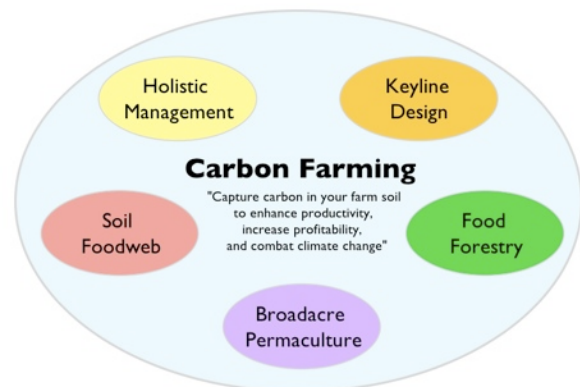 Holistic
Management
Keyline
Design
Carbon Farming
"Capture carbon in your farm soil
to enhance productivity,
increase profitability,
and combat climate change"
Soil
Foodweb
Food
Forestry
Broadacre
Permaculture